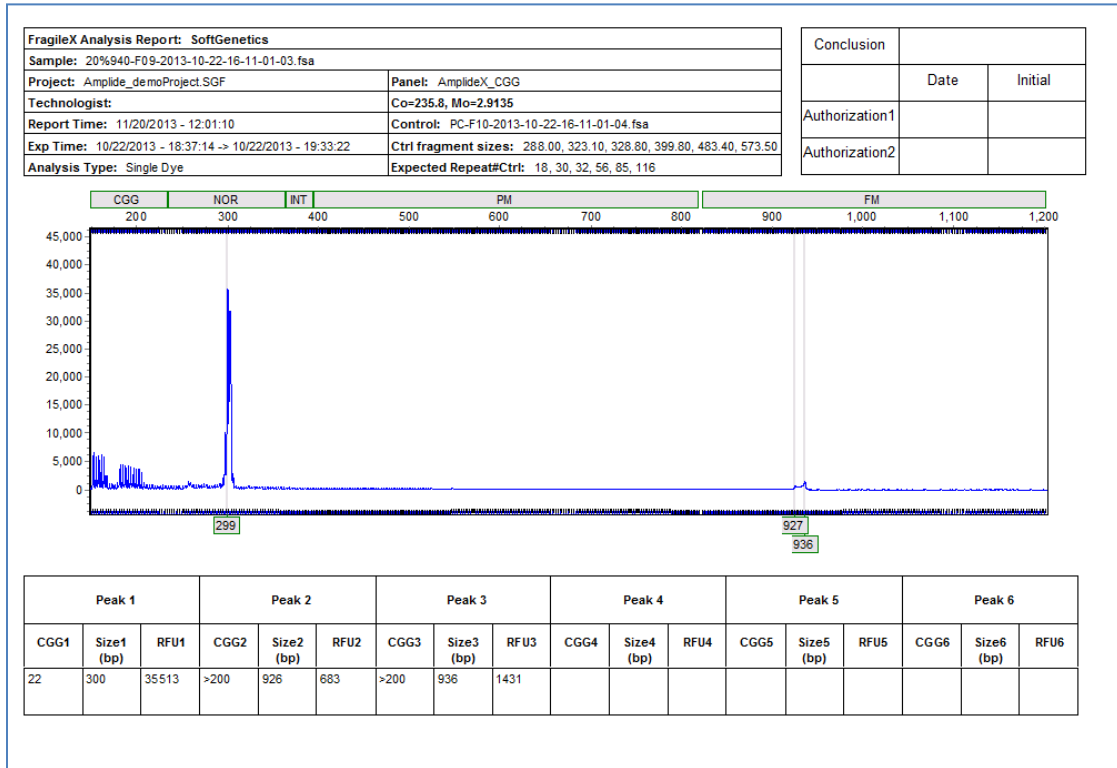 FragileX Analysis Report: SoftGenetics
Sample: 20%940-F09-2013-10-22-16-11-01-03.fsa
Project: Amplide_demoProject.SGF Panel: AmplideX_CGG
Technologist: Co=235.8, Mo=2.9135
Report Time: 11/20/2013 - 12:01:10 Control: PC-F10-2013-10-22-16-11-01-04.fsa
Exp Time: 10/22/2013 - 18:37:14 -> 10/22/2013 - 19:33:22 Ctrl fragment sizes: 288.00, 323.10, 328.80, 399.80, 483.40, 573.50
Analysis Type: Single Dye Expected Repeat#Ctrl: 18, 30, 32, 56, 85, 116
Conclusion
Date Initial
Authorization1
Authorization2
CGG NOR INT PM FM
200 300 400 500 600 700 800 900 1,000 1,100 1,200
45,000
40,000
35,000
30,000
25,000
20,000
15,000
10,000
5,000
0
299 927
936
Peak 1 Peak 2 Peak 3 Peak 4 Peak 5 Peak 6
CGG1 Size1 (bp) RFU1 CGG2 Size2 (bp) RFU2 CGG3 Size3 (bp) RFU3 CGG4 Size4 (bp) RFU4 CGG5 Size5 (bp) RFU5 CGG6 Size6 (bp) RFU6
22 300 35513 >200 926 683 >200 936 1431